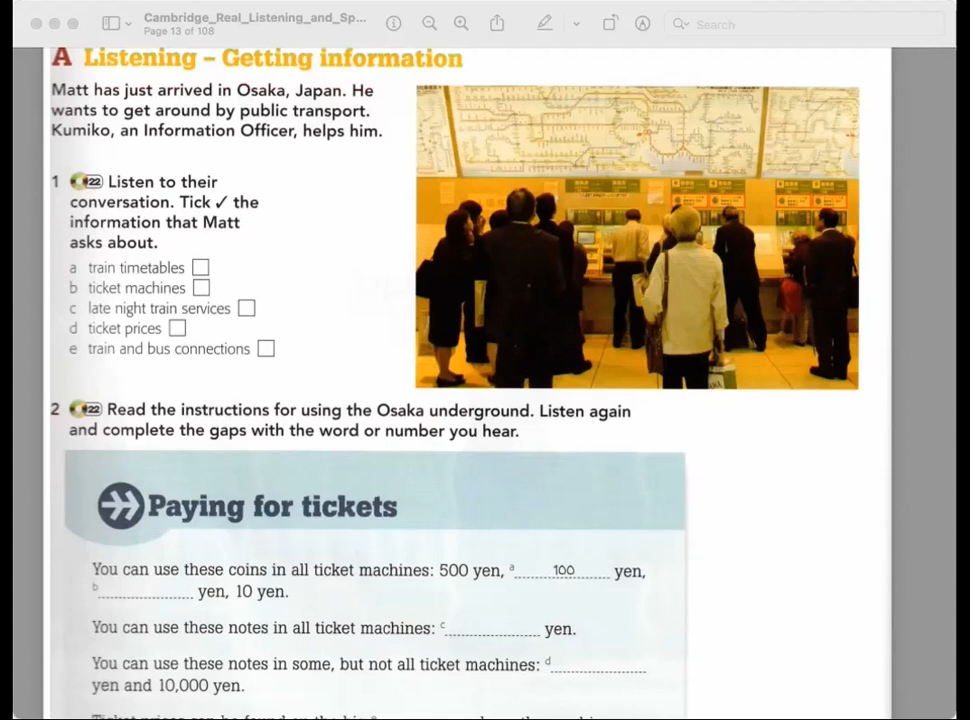 Cambridge_Real_Listening_and_Sp...
Page 13 of 108
Search
A Listening – Getting information
Matt has just arrived in Osaka, Japan. He
wants to get around by public transport.
Kumiko, an Information Officer, helps him.
1 22 Listen to their
conversation. Tick ✓ the
information that Matt
asks about.
a train timetables
b ticket machines
c late night train services
d ticket prices
e train and bus connections
2 22 Read the instructions for using the Osaka underground. Listen again
and complete the gaps with the word or number you hear.
Paying for tickets
You can use these coins in all ticket machines: 500 yen, a 100 yen,
b yen, 10 yen.
You can use these notes in all ticket machines: c yen.
You can use these notes in some, but not all ticket machines: d
yen and 10,000 yen.